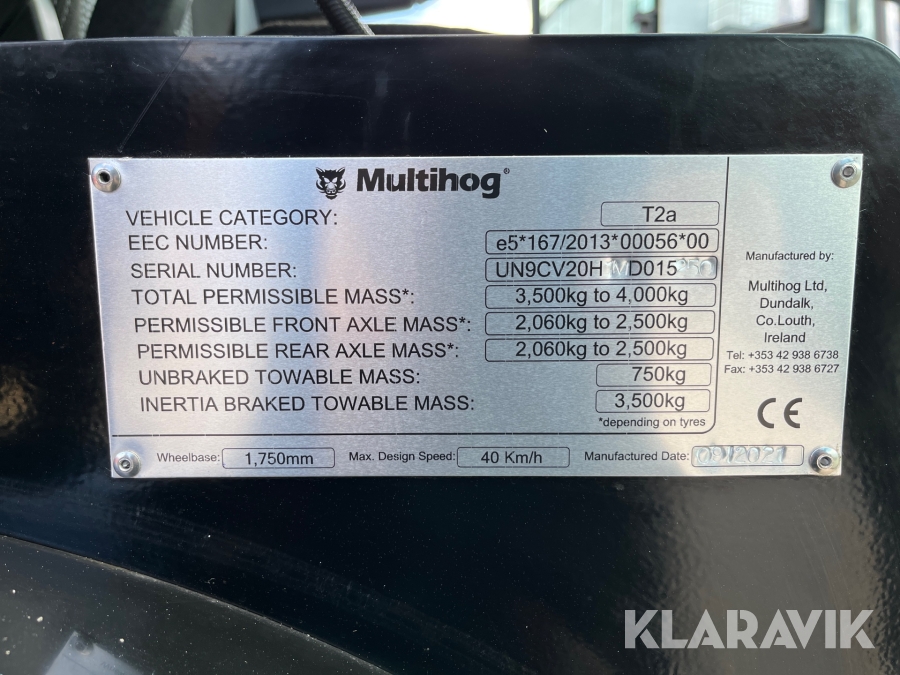 Multihog®
VEHICLE CATEGORY: T2a
EEC NUMBER: e5*167/2013*00056*00
SERIAL NUMBER: UN9CV20H MD015
TOTAL PERMISSIBLE MASS*: 3,500kg to 4,000kg
PERMISSIBLE FRONT AXLE MASS*: 2,060kg to 2,500kg
PERMISSIBLE REAR AXLE MASS*: 2,060kg to 2,500kg
UNBRAKED TOWABLE MASS: 750kg
INERTIA BRAKED TOWABLE MASS: 3,500kg
*depending on tyres
Wheelbase: 1,750mm Max. Design Speed: 40 Km/h Manufactured Date: 09/2021
Manufactured by:
Multihog Ltd,
Dundalk,
Co.Louth,
Ireland
Tel: +353 42 938 6738
Fax: +353 42 938 6727
CE
KLARAVIK